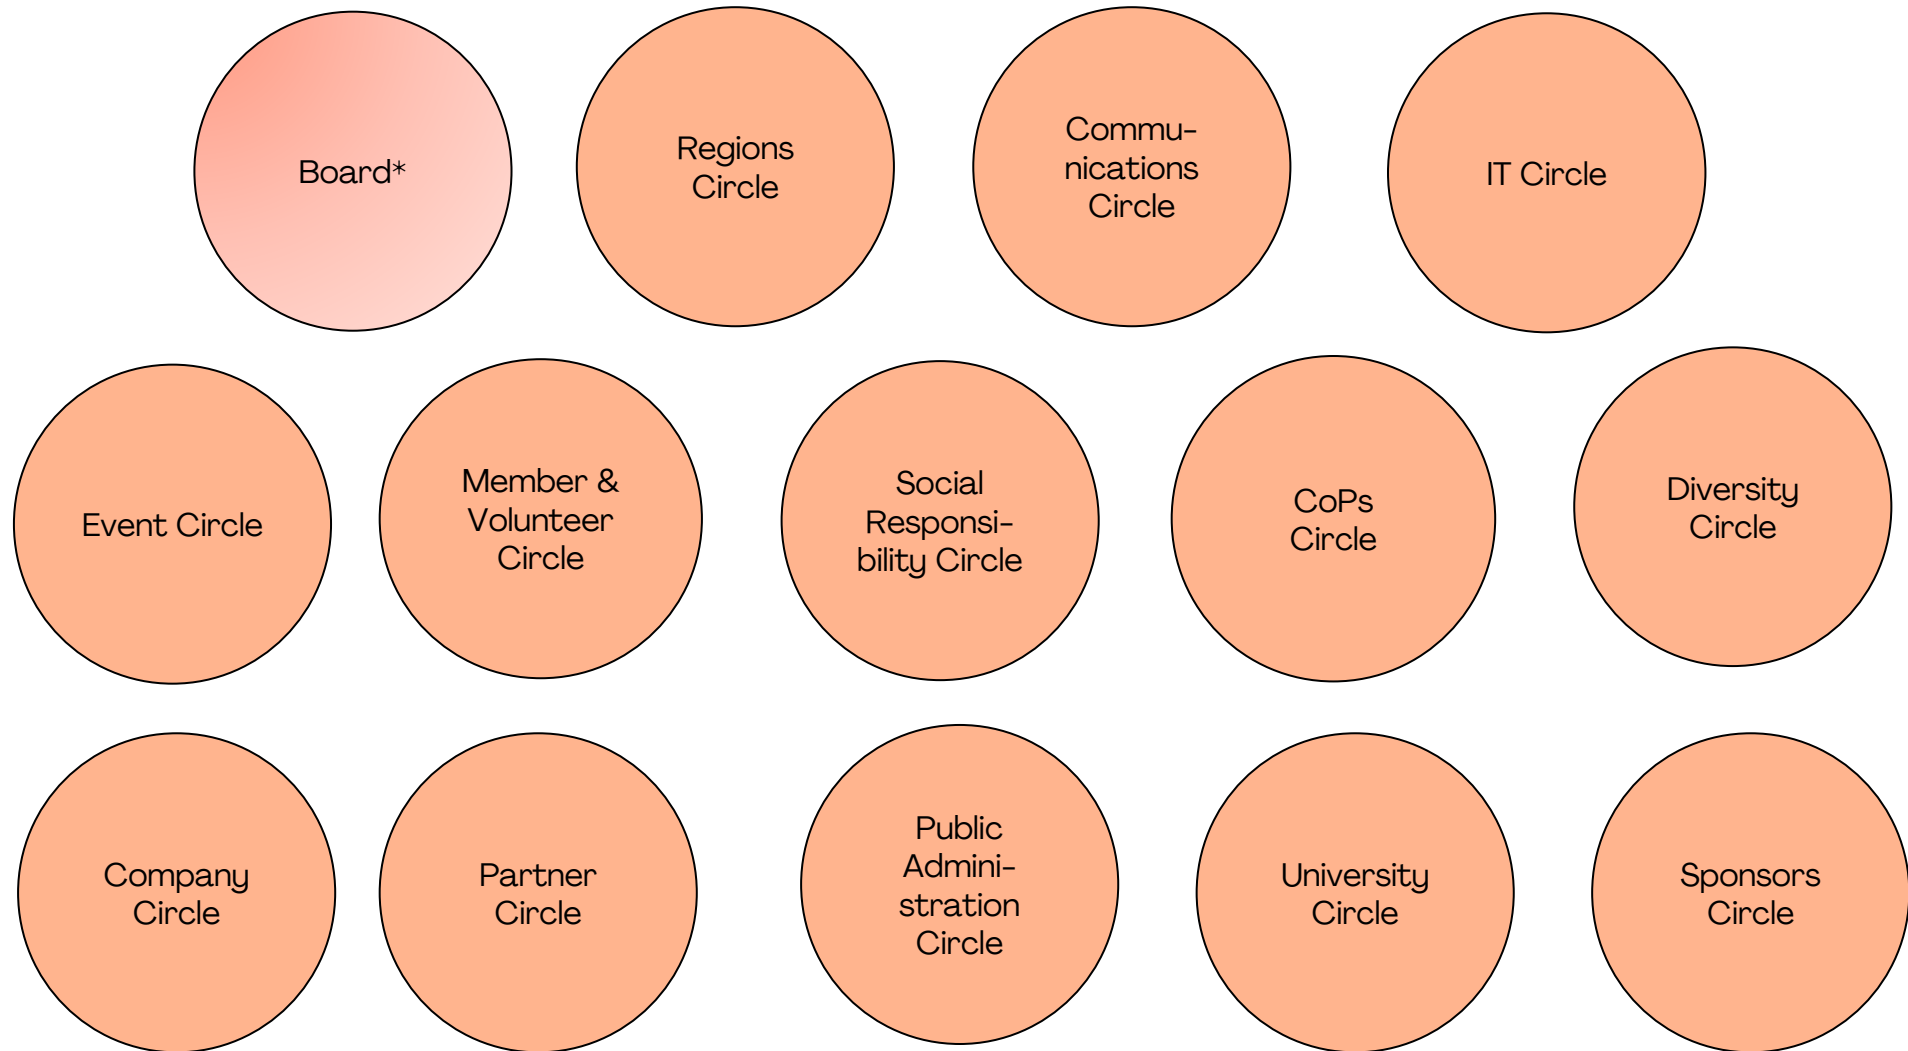 Board*
Regions
Circle
Commu-
nications
Circle
IT Circle
Event Circle
Member &
Volunteer
Circle
Social
Responsi-
bility Circle
CoPs
Circle
Diversity
Circle
Company
Circle
Partner
Circle
Public
Admini-
stration
Circle
University
Circle
Sponsors
Circle